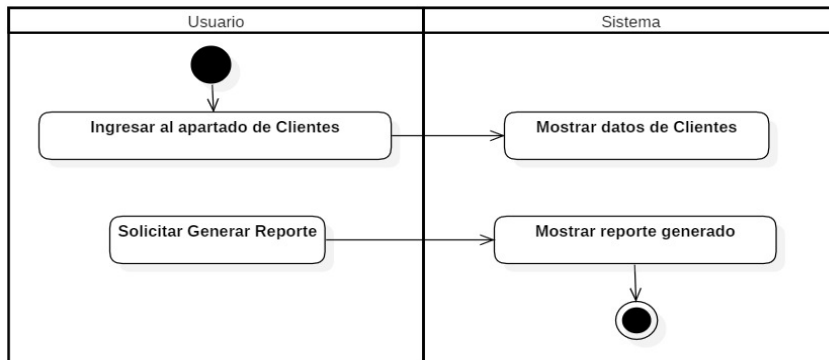 Usuario
Sistema
Ingresar al apartado de Clientes
Mostrar datos de Clientes
Solicitar Generar Reporte
Mostrar reporte generado